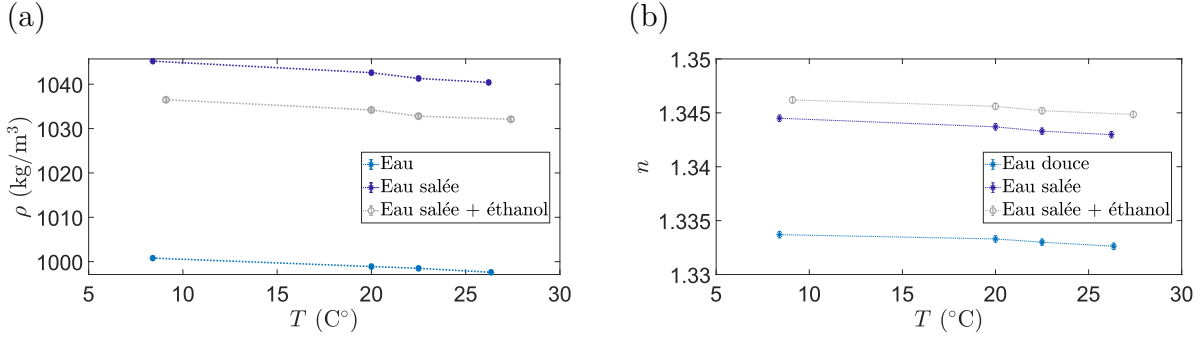 (a)
ρ (kg/m³)
1040
1030
1020
1010
1000
5 10 15 20 25 30
T (C°)
Eau
Eau salée
Eau salée + éthanol
(b)
n
1.35
1.345
1.34
1.335
1.33
5 10 15 20 25 30
T (°C)
Eau douce
Eau salée
Eau salée + éthanol